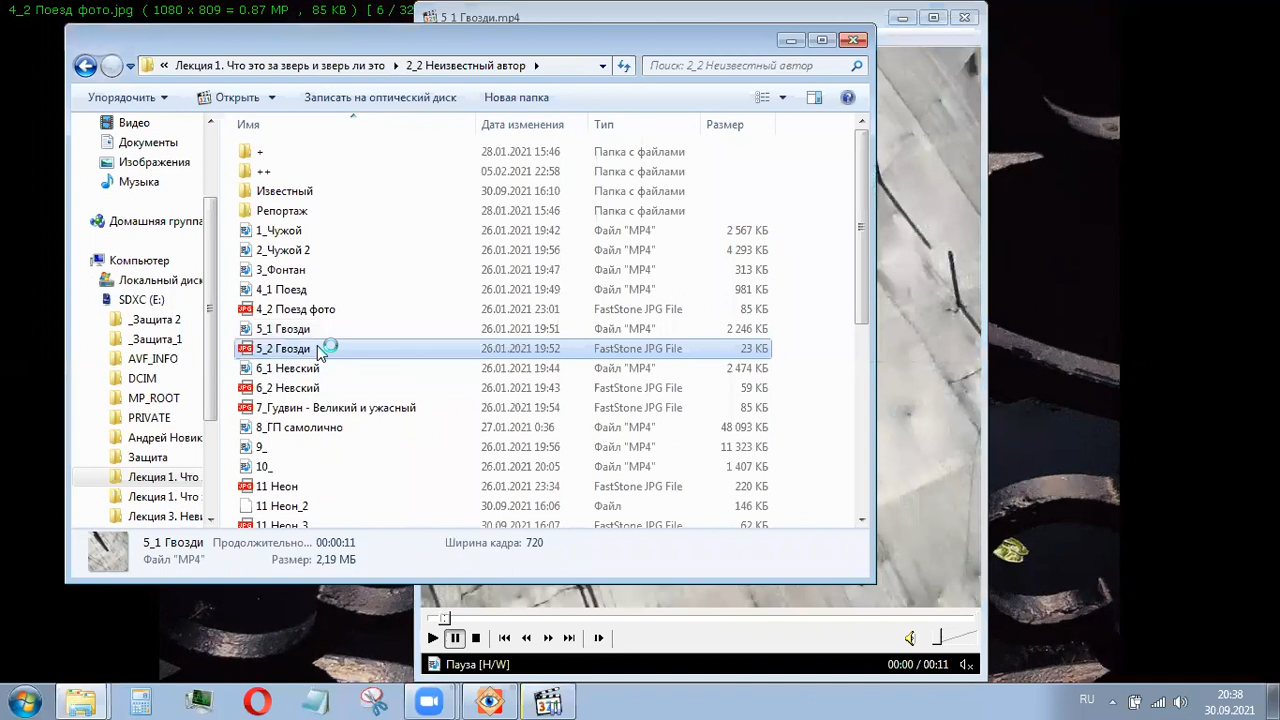 4_2 Поезд фото.jpg ( 1080 x 809 = 0.87 MP , 85 КБ ) [ 6 / 32
5 1 Гвозди.mp4
« Лекция 1. Что это за зверь и зверь ли это 2_2 Неизвестный автор
Поиск: 2_2 Неизвестный автор
Упорядочить Открыть Записать на оптический диск Новая папка
Видео
Документы
Изображения
Музыка
Домашная группа
Компьютер
Локальный диск
SDXC (E:)
_Защита 2
_Защита_1
AVF_INFO
DCIM
MP_ROOT
PRIVATE
Андрей Новик
Защита
Лекция 1. Что
Лекция 1. Что
Лекция 3. Неви
Имя Дата изменения Тип Размер
+ 28.01.2021 15:46 Папка с файлами
++ 05.02.2021 22:58 Папка с файлами
Известный 30.09.2021 16:10 Папка с файлами
Репортаж 28.01.2021 15:46 Папка с файлами
1_Чужой 26.01.2021 19:42 Файл "MP4" 2 567 КБ
2_Чужой 2 26.01.2021 19:56 Файл "MP4" 4 293 КБ
3_Фонтан 26.01.2021 19:47 Файл "MP4" 313 КБ
4_1 Поезд 26.01.2021 19:49 Файл "MP4" 981 КБ
4_2 Поезд фото 26.01.2021 23:01 FastStone JPG File 85 КБ
5_1 Гвозди 26.01.2021 19:51 Файл "MP4" 2 246 КБ
5_2 Гвозди 26.01.2021 19:52 FastStone JPG File 23 КБ
6_1 Невский 26.01.2021 19:44 Файл "MP4" 2 474 КБ
6_2 Невский 26.01.2021 19:43 FastStone JPG File 59 КБ
7_Гудвин - Великий и ужасный 26.01.2021 19:54 FastStone JPG File 85 КБ
8_ГП самолично 27.01.2021 0:36 Файл "MP4" 48 093 КБ
9_ 26.01.2021 19:56 Файл "MP4" 11 323 КБ
10_ 26.01.2021 20:05 Файл "MP4" 1 407 КБ
11 Неон 26.01.2021 23:34 FastStone JPG File 220 КБ
11 Неон_2 30.09.2021 16:06 Файл 146 КБ
11 Неон_3 30.09.2021 16:07 FastStone JPG File 62 КБ
5_1 Гвозди Продолжительно... 00:00:11 Ширина кадра: 720
Файл "MP4" Размер: 2,19 МБ
Пауза [H/W] 00:00 / 00:11
RU
20:38
30.09.2021